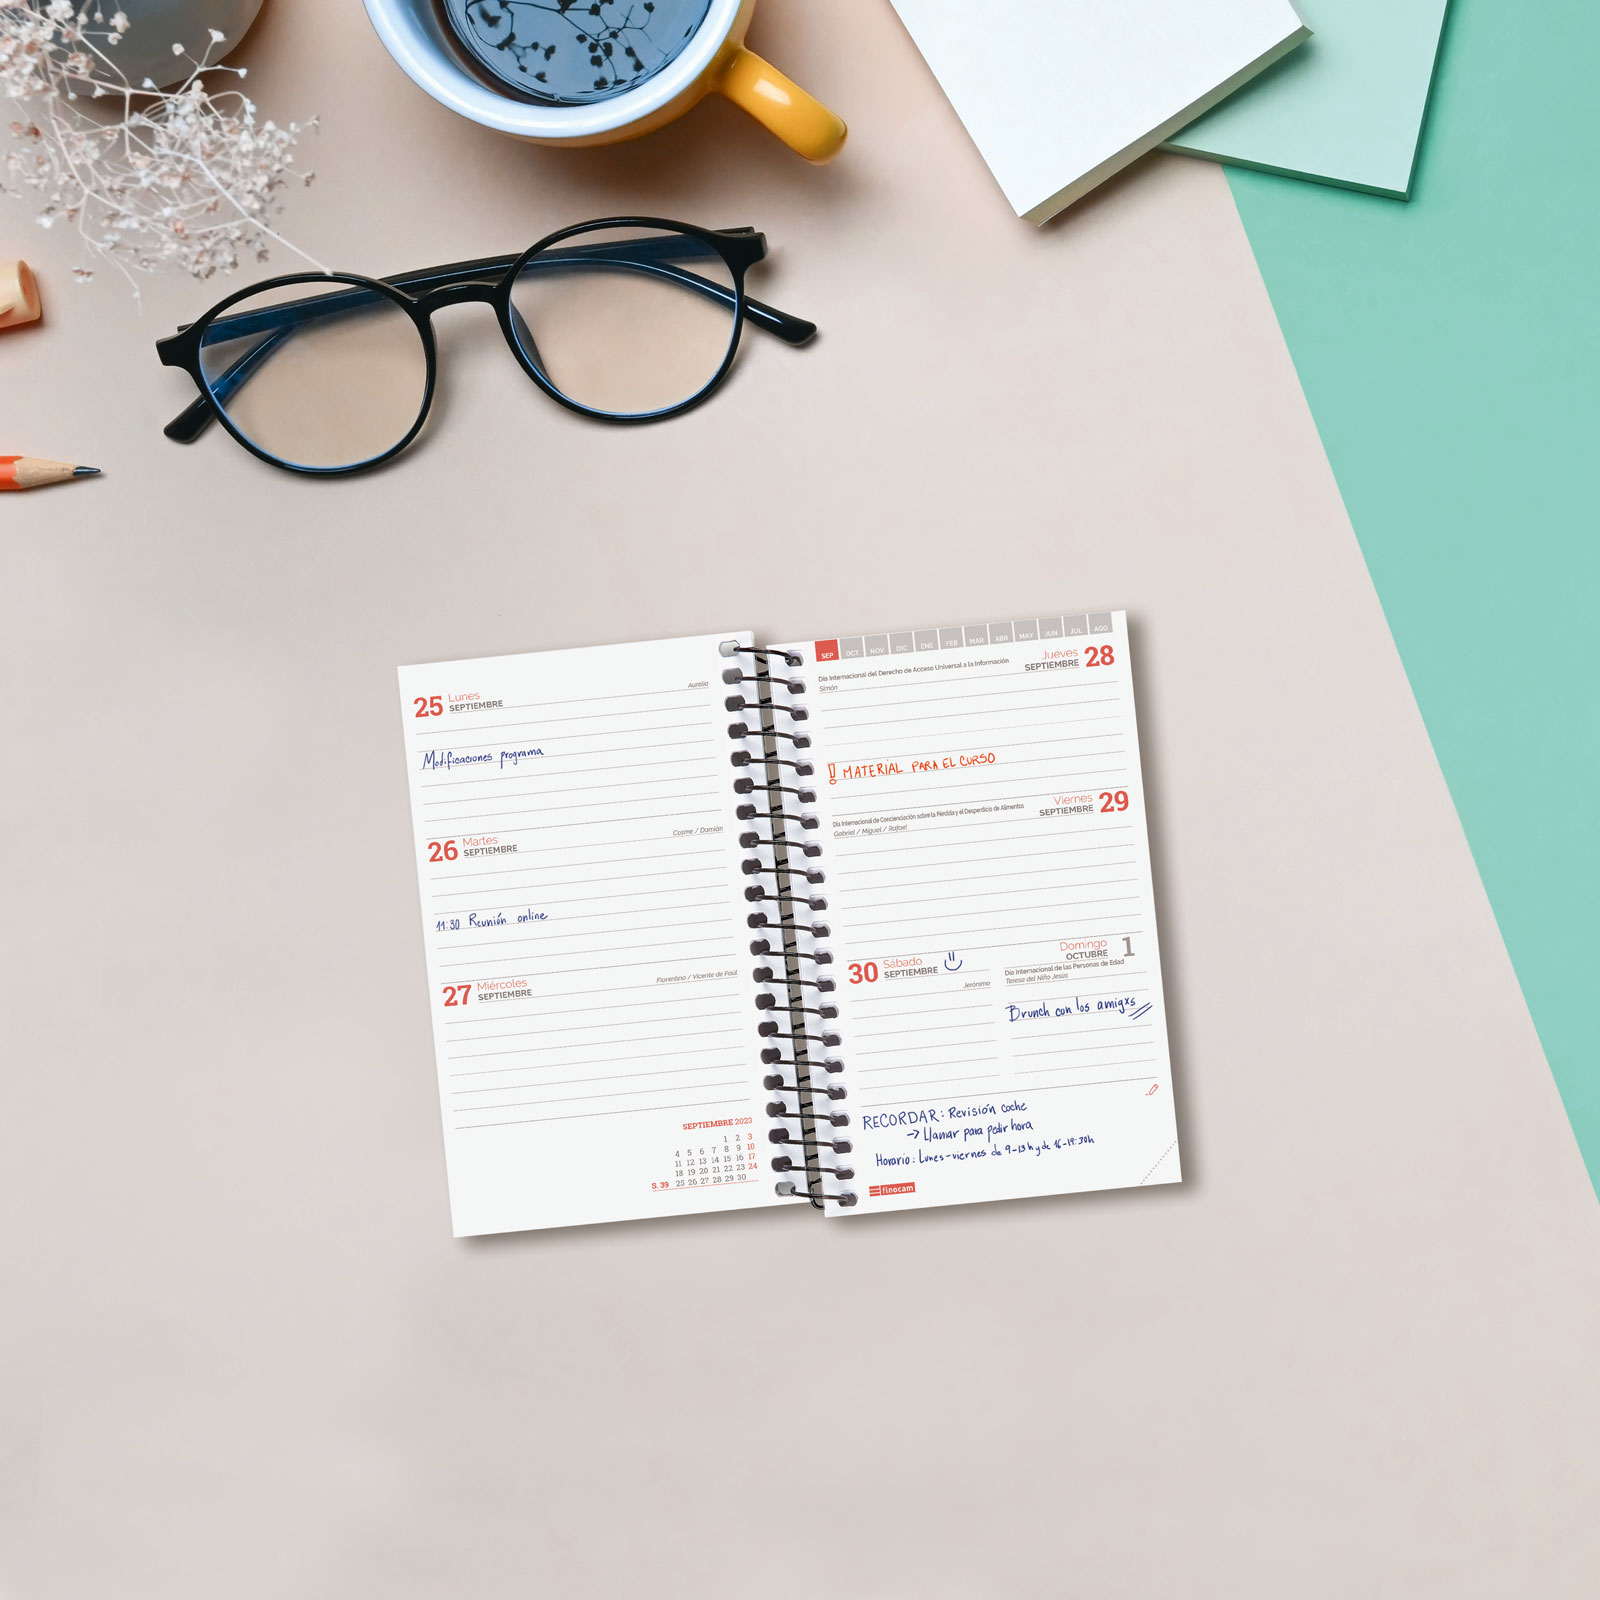 25 Lunes
SEPTIEMBRE
Aurelia
Modificaciones programa
26 Martes
SEPTIEMBRE
Cosme / Damián
11:30 Reunión online
27 Miércoles
SEPTIEMBRE
Florentino / Vicente de Paúl
SEPTIEMBRE 2023
1 2 3
4 5 6 7 8 9 10
11 12 13 14 15 16 17
18 19 20 21 22 23 24
S. 39 25 26 27 28 29 30
SEP OCT NOV DIC ENE FEB MAR ABR MAY JUN JUL AGO
Día Internacional del Derecho de Acceso Universal a la Información
Simón
Jueves 28
SEPTIEMBRE
! MATERIAL PARA EL CURSO
Día Internacional de Concienciación sobre la Pérdida y el Desperdicio de Alimentos
Gabriel / Miguel / Rafael
Viernes 29
SEPTIEMBRE
30 Sábado
SEPTIEMBRE
Jerónimo
Domingo 1
OCTUBRE
Día Internacional de las Personas de Edad
Teresa del Niño Jesús
Brunch con los amigxs
RECORDAR: Revisión coche
→ Llamar para pedir hora
Horario: Lunes-viernes de 9-13h y de 16-19:30h
finocam